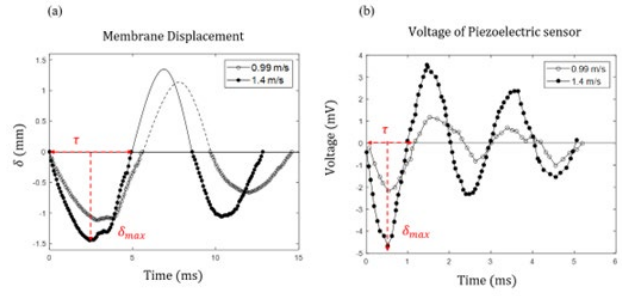 (a)
Membrane Displacement
0.99 m/s
1.4 m/s
τ
δmax
δ (mm)
1.5
1
0.5
0
-0.5
-1
-1.5
0
5
10
15
Time (ms)
(b)
Voltage of Piezoelectric sensor
0.99 m/s
1.4 m/s
τ
δmax
Voltage (mV)
4
3
2
1
0
-1
-2
-3
-4
-5
0
1
2
3
4
5
6
Time (ms)